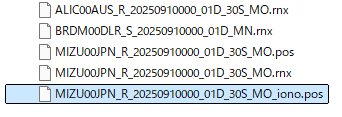 ALIC00AUS_R_20250910000_01D_30S_MO.rnx
BRDM00DLR_S_20250910000_01D_MN.rnx
MIZU00JPN_R_20250910000_01D_30S_MO.pos
MIZU00JPN_R_20250910000_01D_30S_MO.rnx
MIZU00JPN_R_20250910000_01D_30S_MO_iono.pos